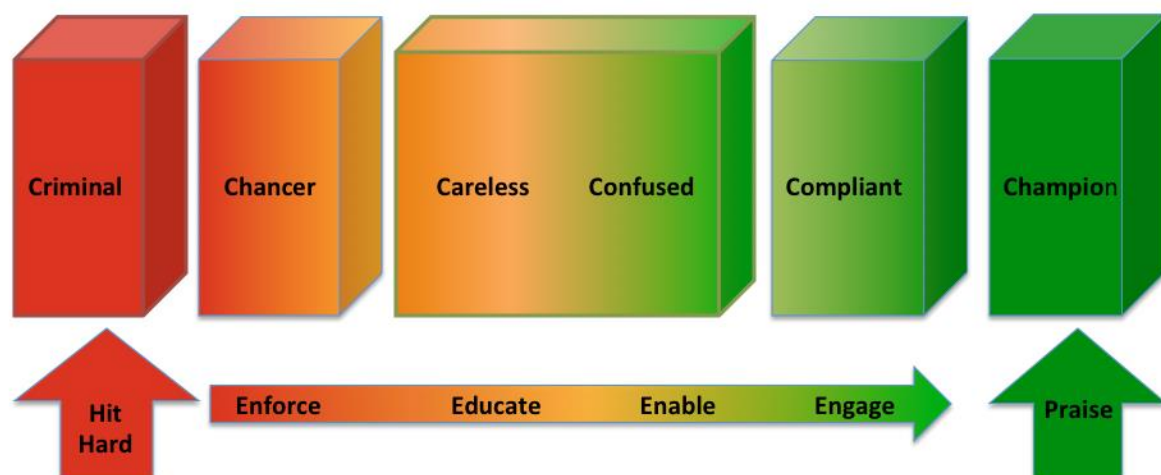 Criminal
Chancer
Careless
Confused
Compliant
Champion
Hit
Hard
Enforce
Educate
Enable
Engage
Praise